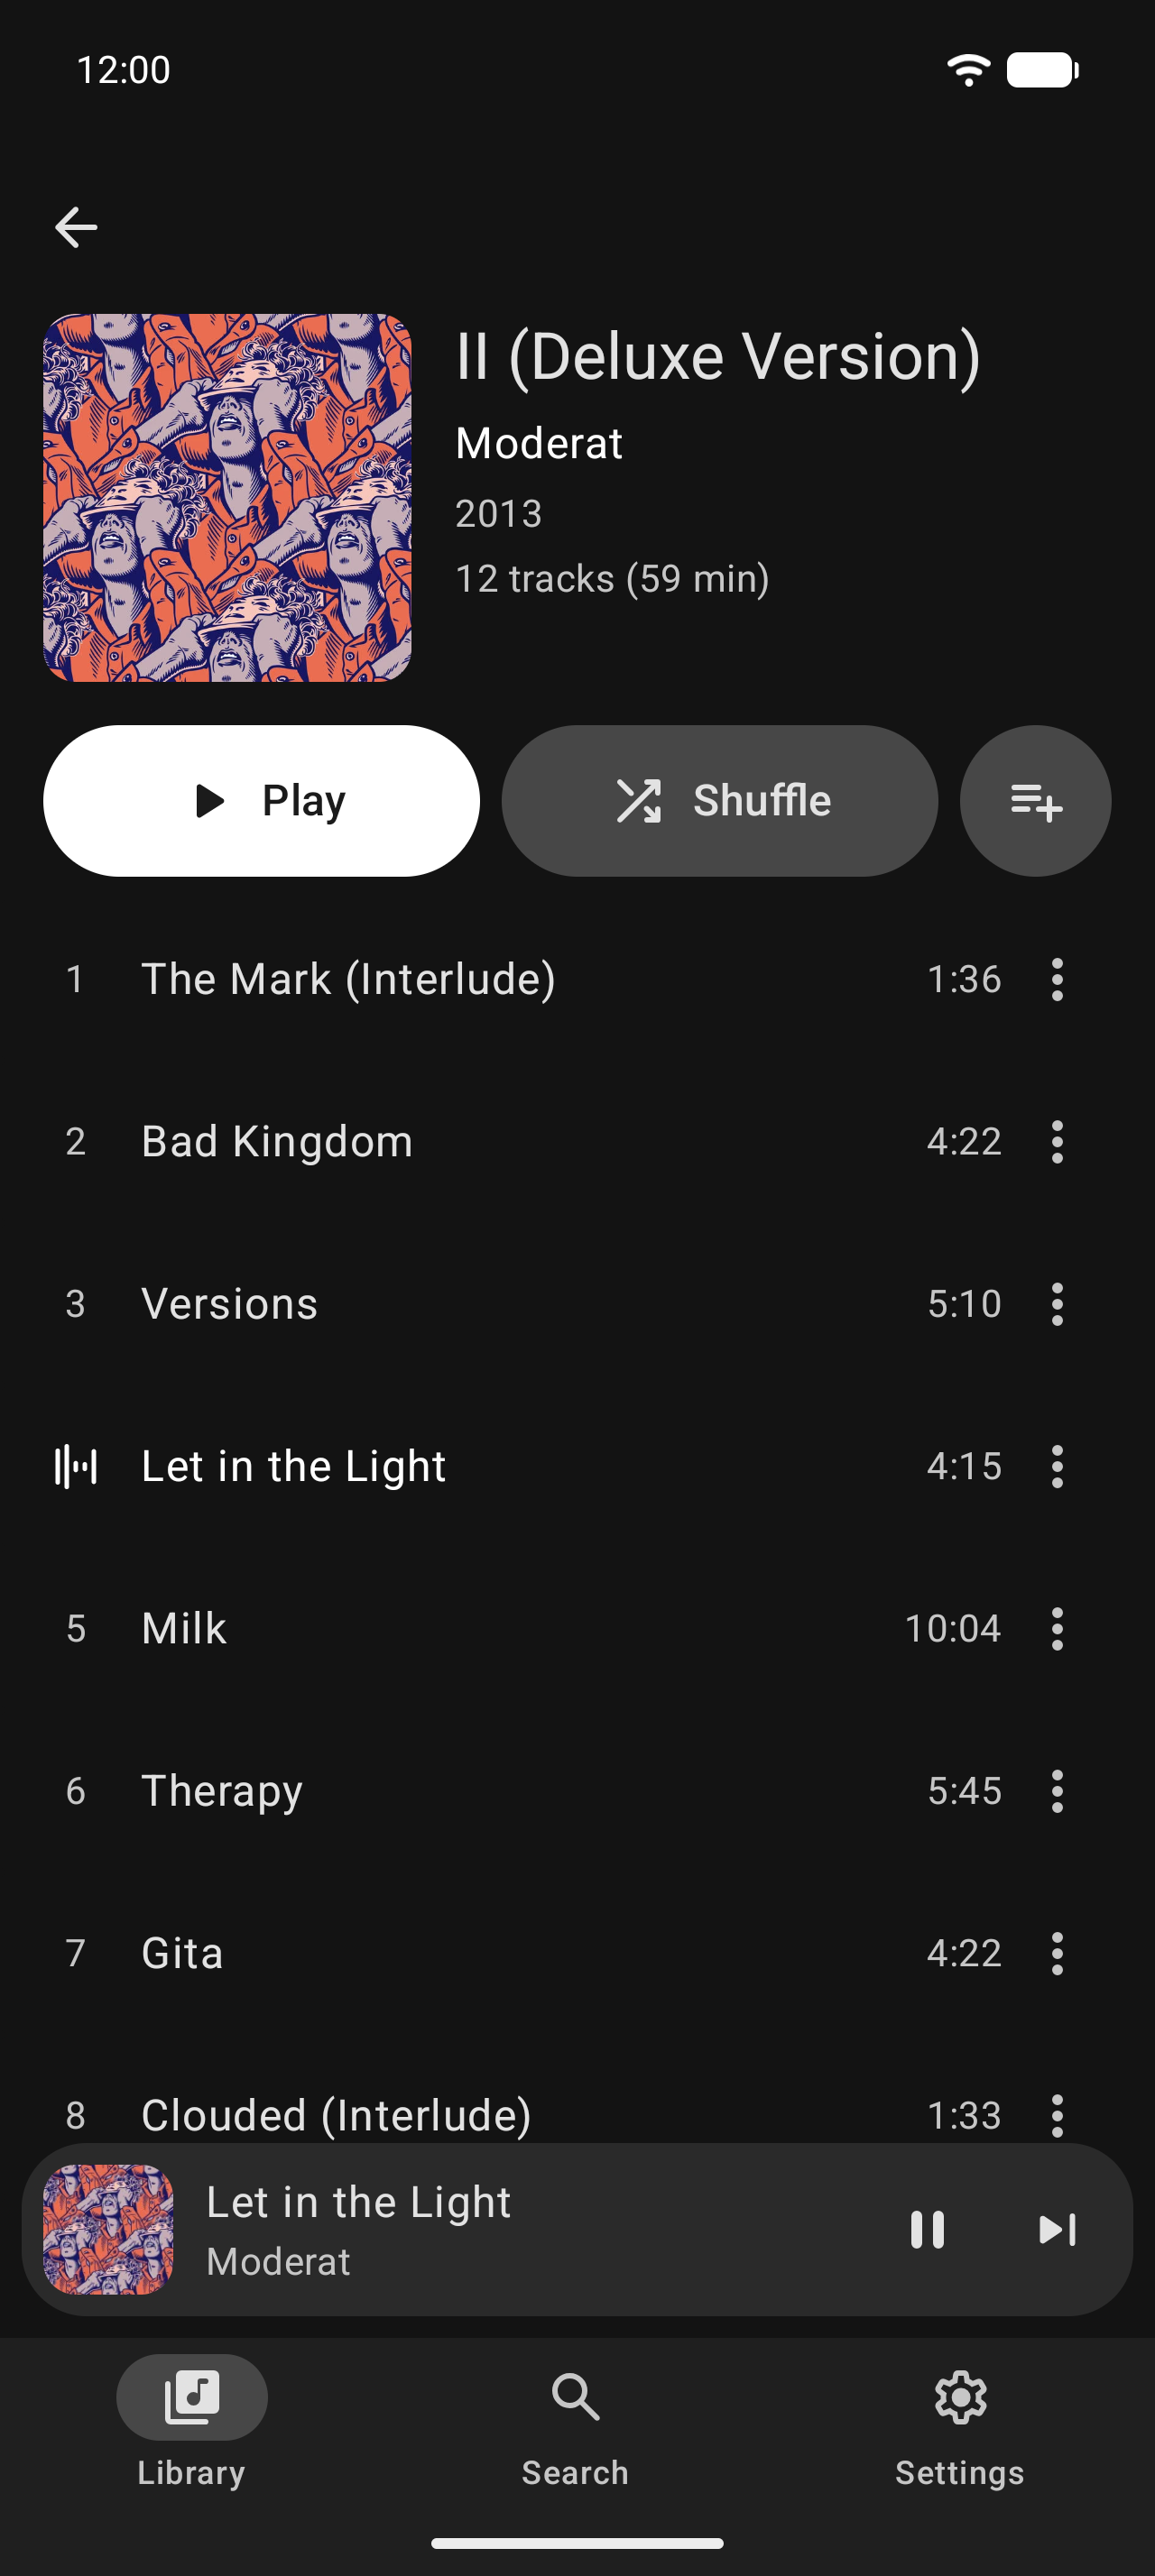 12:00
II (Deluxe Version)
Moderat
2013
12 tracks (59 min)
Play
Shuffle
1 The Mark (Interlude) 1:36
2 Bad Kingdom 4:22
3 Versions 5:10
Let in the Light 4:15
5 Milk 10:04
6 Therapy 5:45
7 Gita 4:22
8 Clouded (Interlude) 1:33
Let in the Light
Moderat
Library Search Settings